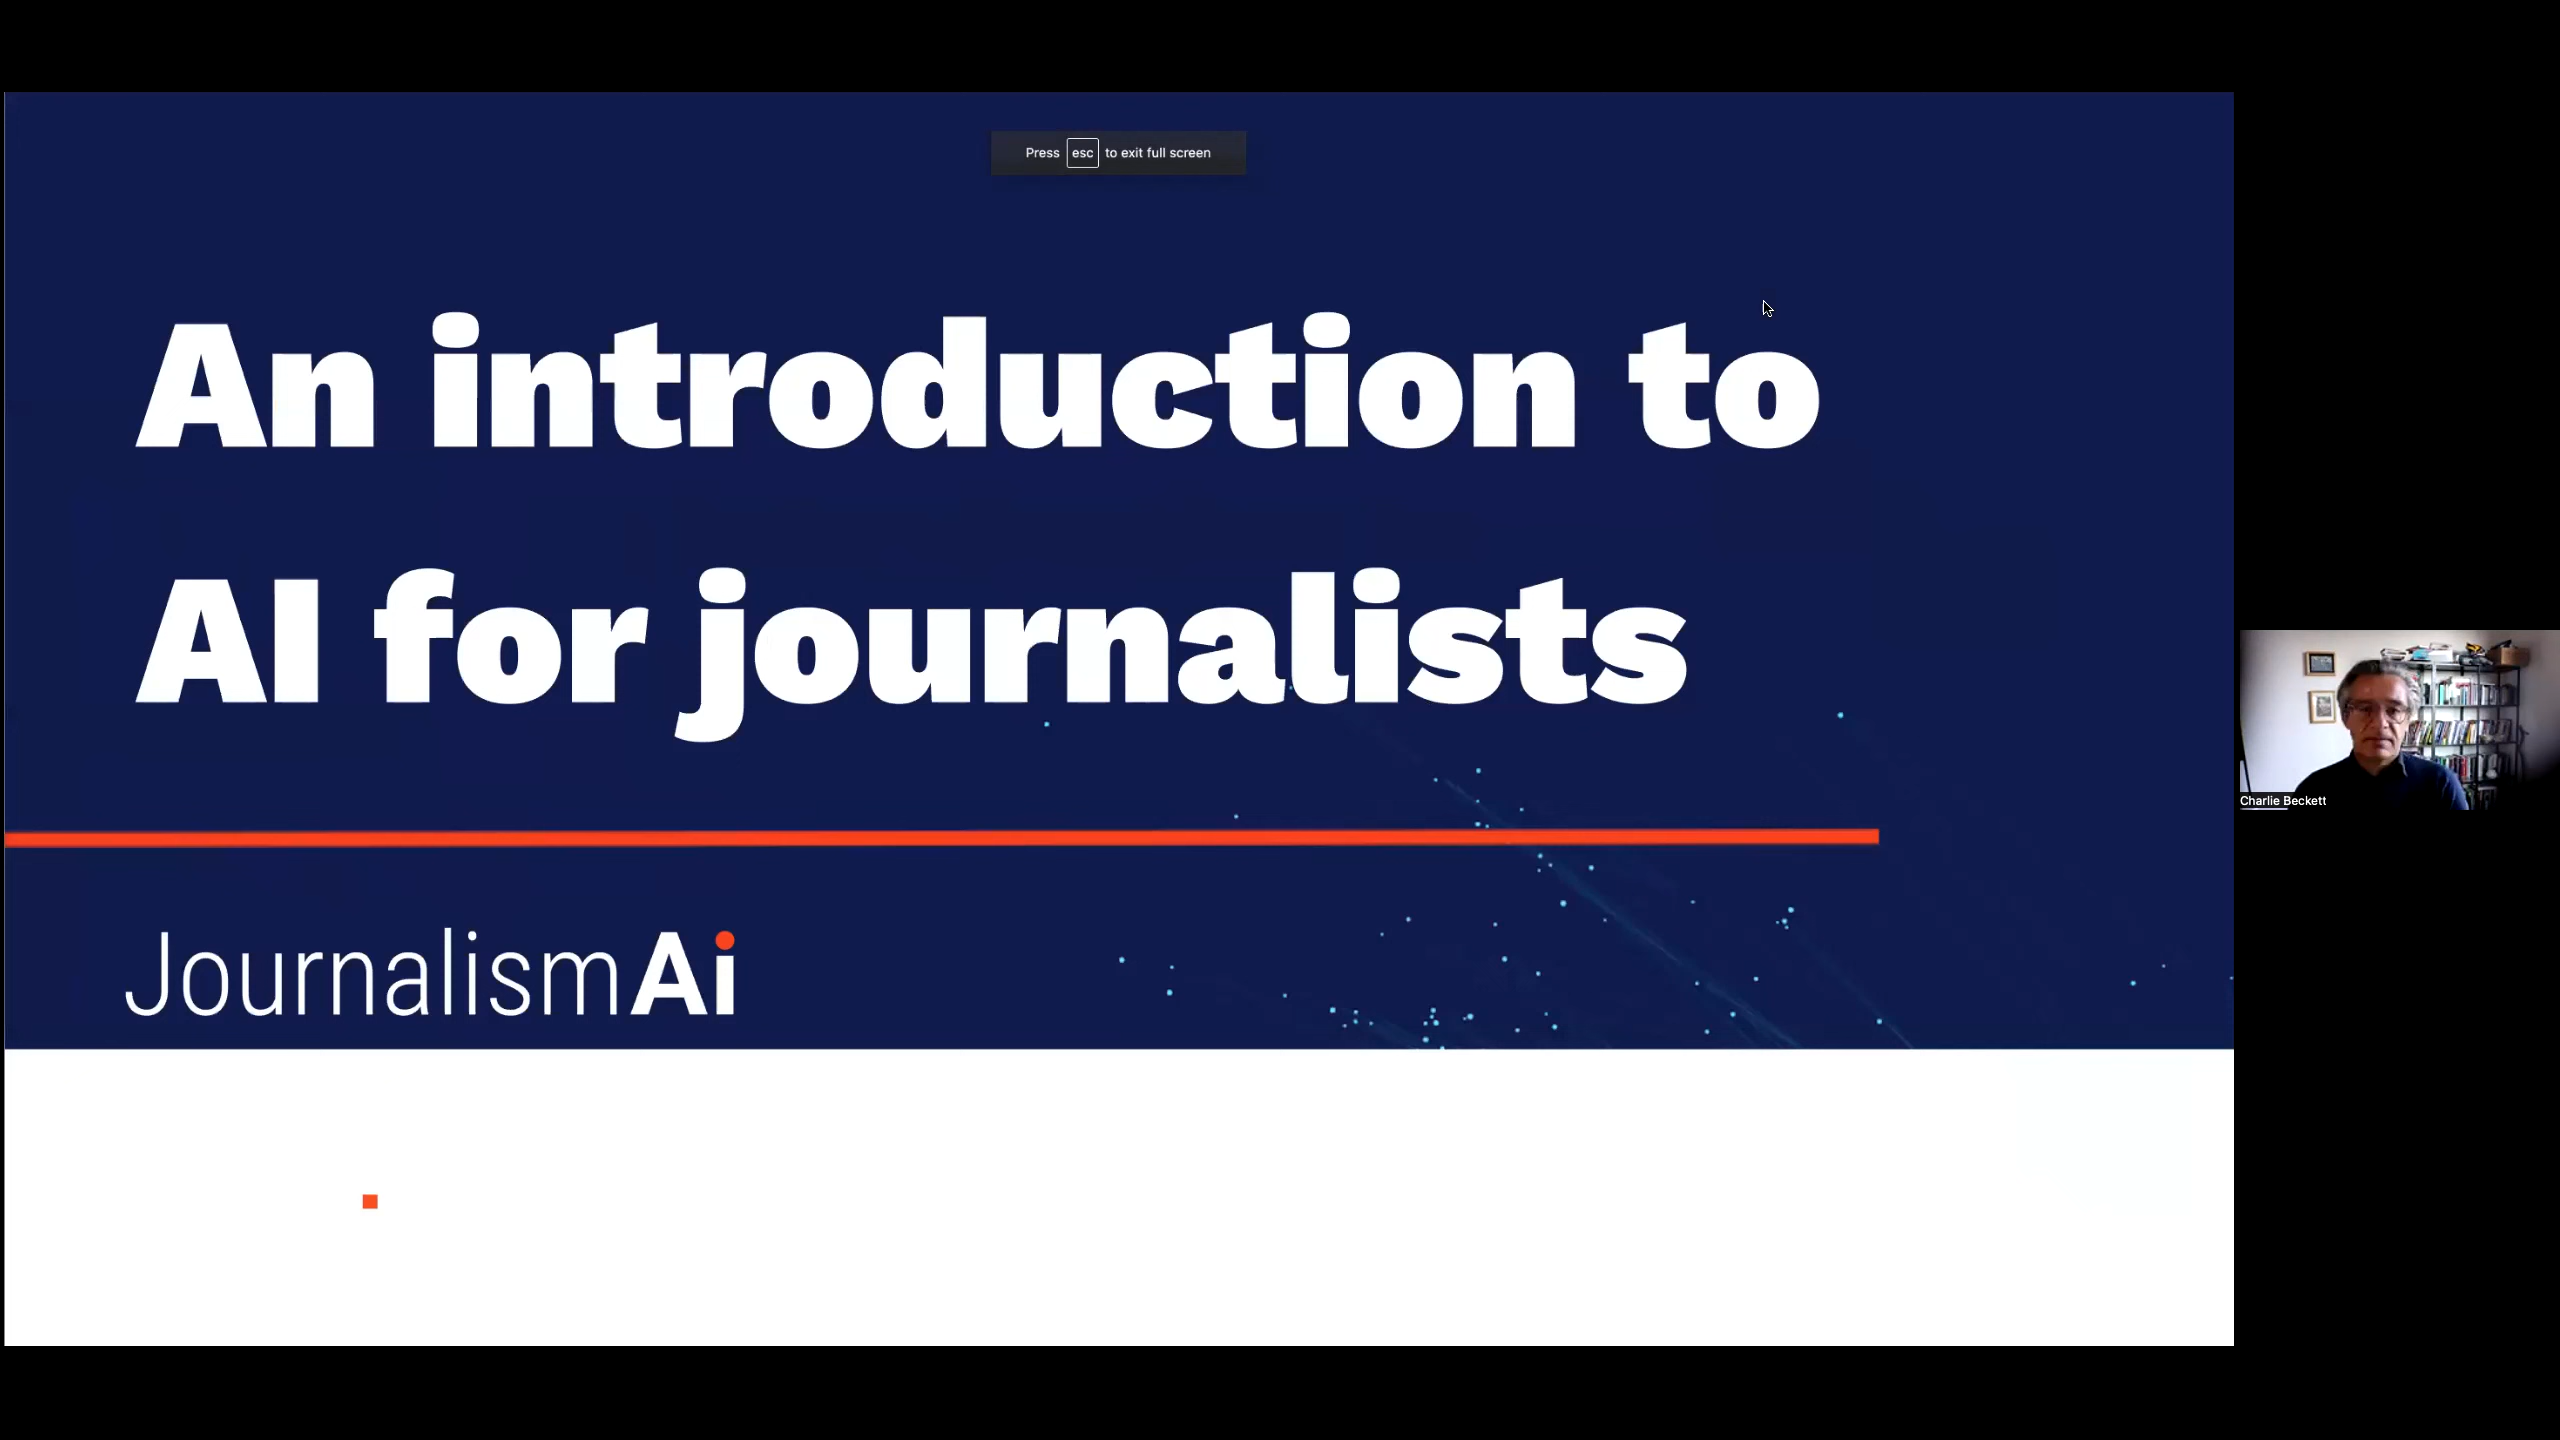 Press esc to exit full screen
An introduction to
AI for journalists
JournalismAi
Charlie Beckett